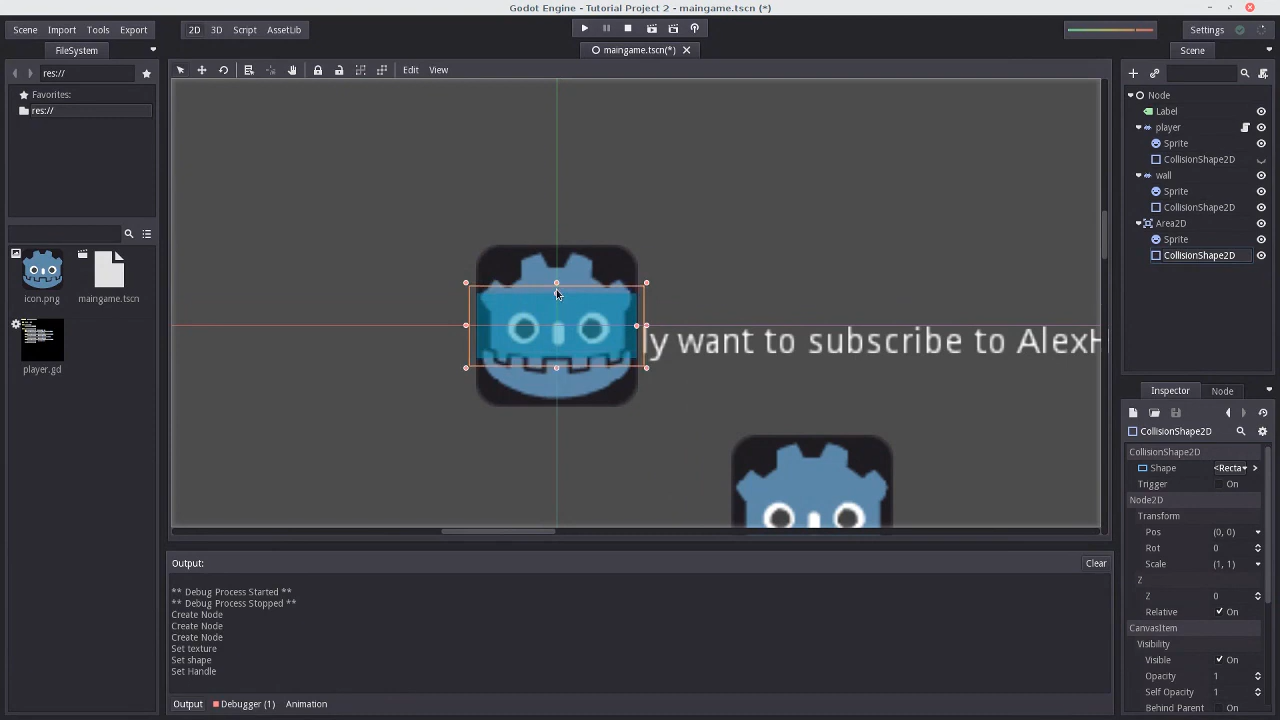 Godot Engine - Tutorial Project 2 - maingame.tscn (*)
Scene Import Tools Export
2D 3D Script AssetLib
Settings
FileSystem
maingame.tscn(*)
Scene
res://
Edit View
Favorites:
res://
Node
Label
player
Sprite
CollisionShape2D
wall
Sprite
CollisionShape2D
Area2D
Sprite
CollisionShape2D
icon.png
maingame.tscn
player.gd
ly want to subscribe to AlexH
Inspector Node
CollisionShape2D
CollisionShape2D
Shape <Recta
Trigger On
Node2D
Transform
Pos (0, 0)
Rot 0
Scale (1, 1)
Z
Z 0
Relative On
CanvasItem
Visibility
Visible On
Opacity 1
Self Opacity 1
Behind Parent On
Output: Clear
** Debug Process Started **
** Debug Process Stopped **
Create Node
Create Node
Create Node
Set texture
Set shape
Set Handle
Output Debugger (1) Animation